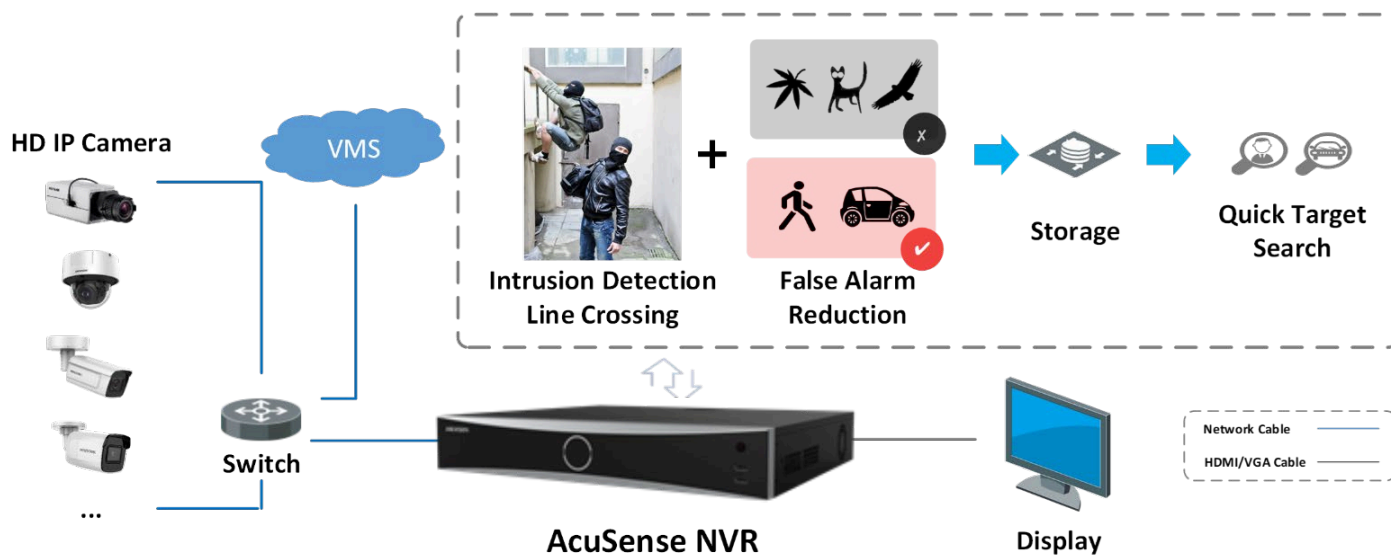 HD IP Camera
VMS
...
Switch
Intrusion Detection
Line Crossing
+
False Alarm
Reduction
Storage
Quick Target
Search
AcuSense NVR
Display
Network Cable
HDMI/VGA Cable